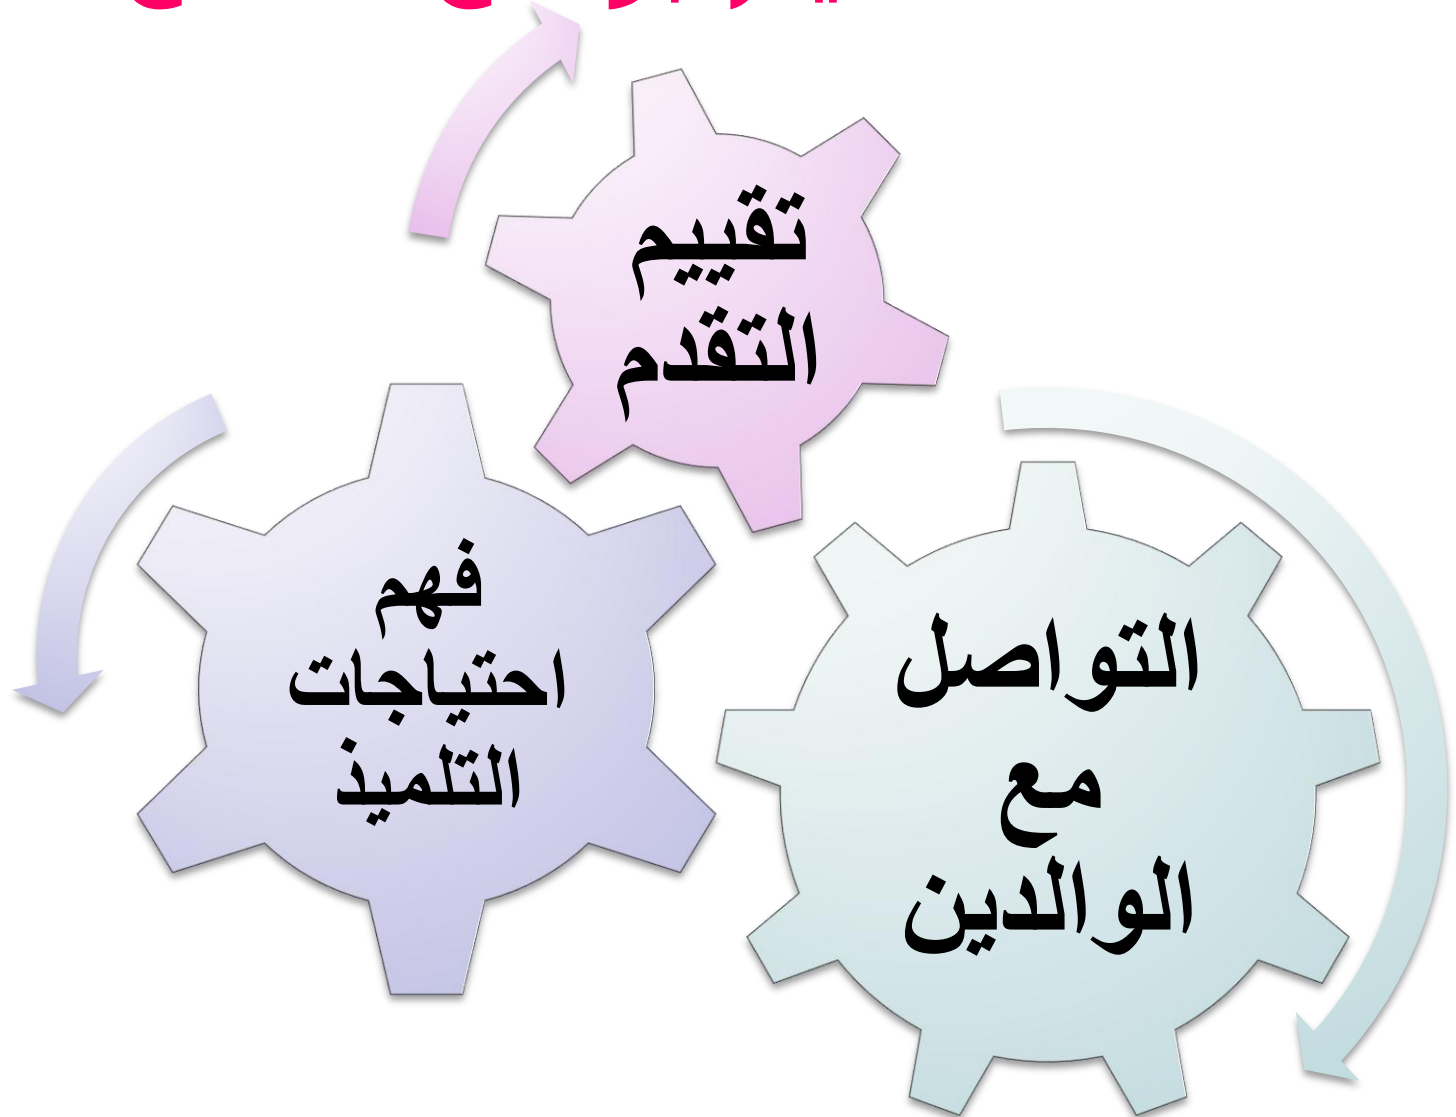 تقييم
التقدم
فهم
احتياجات
التلميذ
التواصل
مع
الوالدين